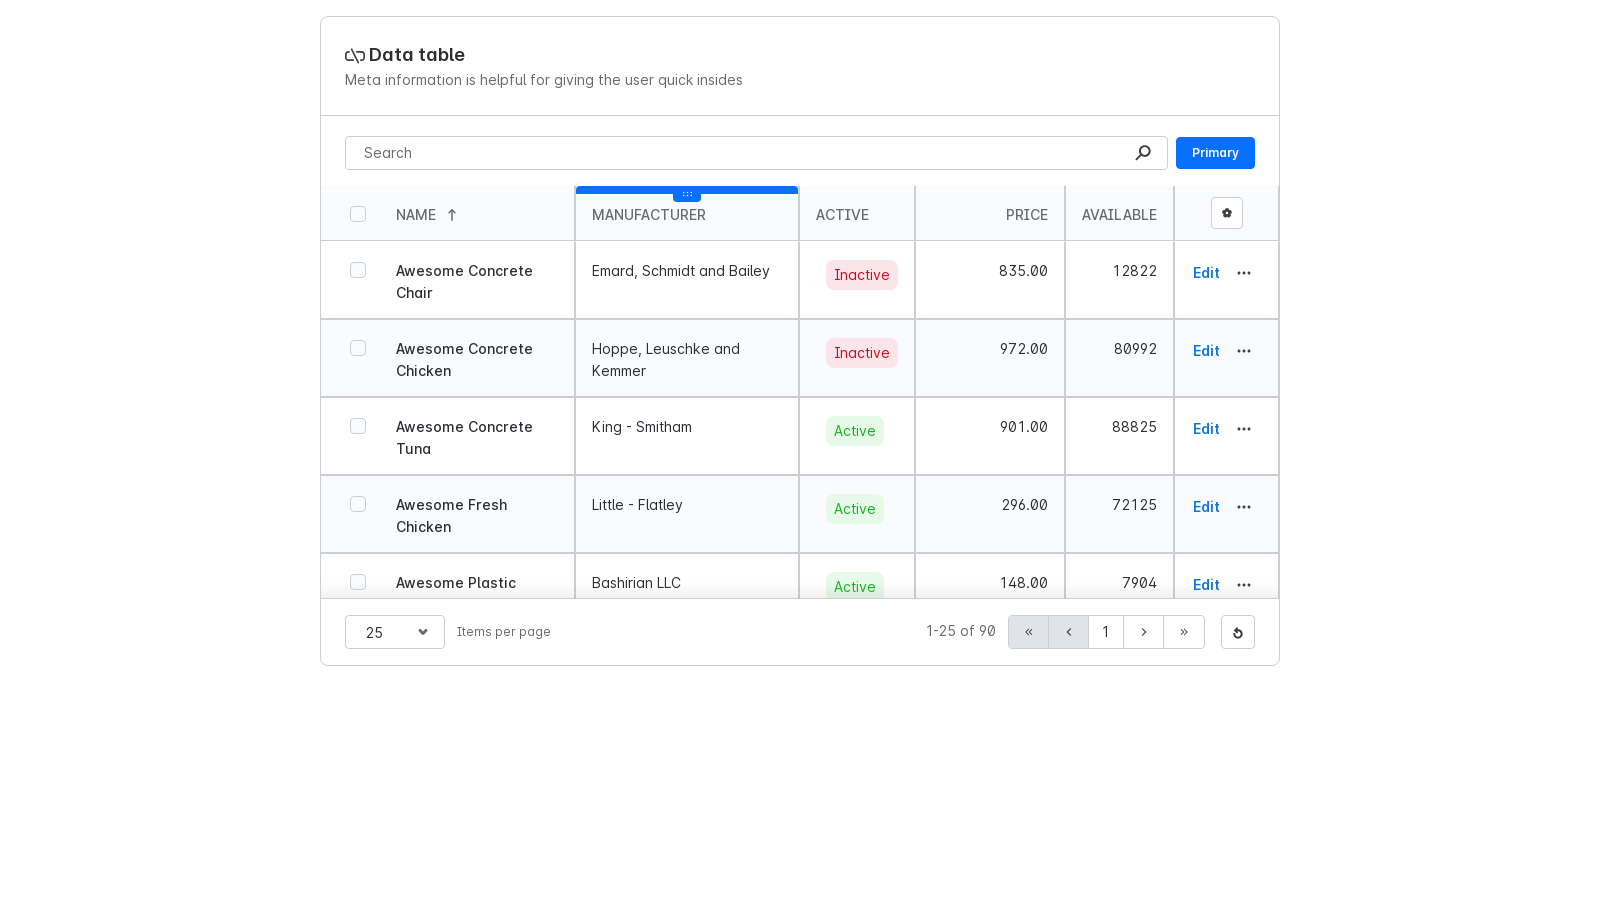 Data table
Meta information is helpful for giving the user quick insides
Search
Primary
NAME MANUFACTURER ACTIVE PRICE AVAILABLE
Awesome Concrete Emard, Schmidt and Bailey Inactive 835.00 12822 Edit
Chair
Awesome Concrete Hoppe, Leuschke and Inactive 972.00 80992 Edit
Chicken Kemmer
Awesome Concrete King - Smitham Active 901.00 88825 Edit
Tuna
Awesome Fresh Little - Flatley Active 296.00 72125 Edit
Chicken
Awesome Plastic Bashirian LLC Active 148.00 7904 Edit
25 Items per page 1-25 of 90 « ‹ 1 › »